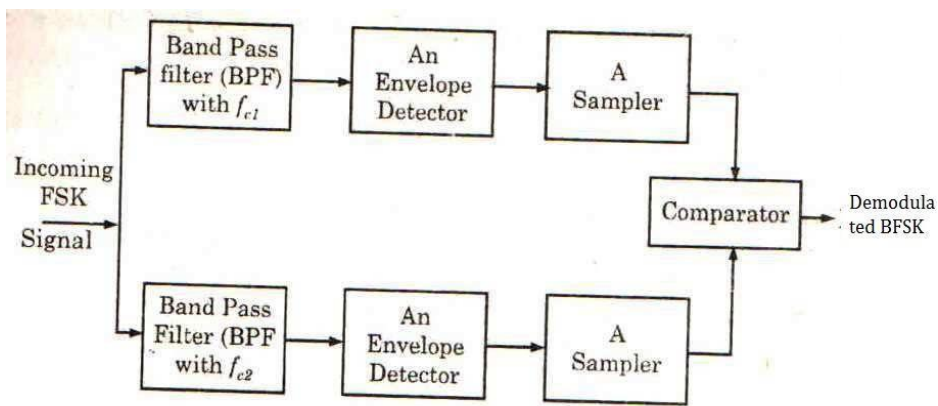 Band Pass
filter (BPF)
with fc1
An
Envelope
Detector
A
Sampler
Incoming
FSK
Signal
Comparator
Demodula
ted BFSK
Band Pass
Filter (BPF
with fc2
An
Envelope
Detector
A
Sampler